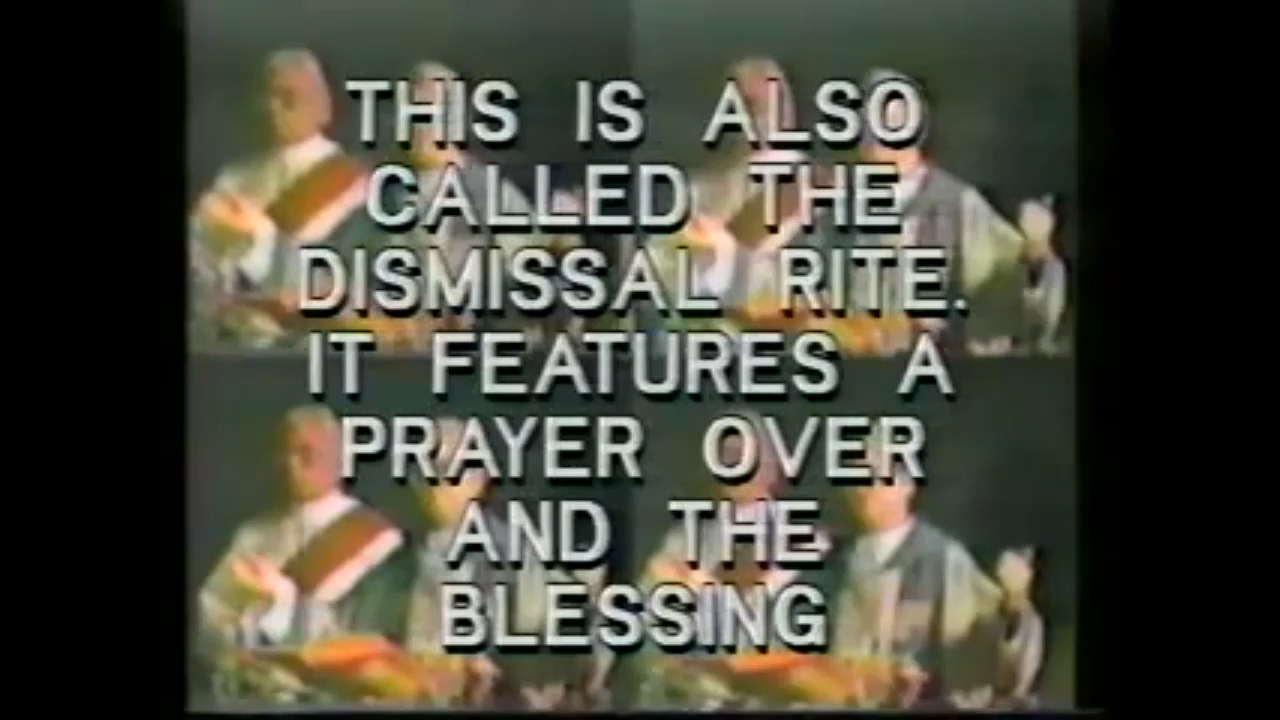 THIS IS ALSO
CALLED THE
DISMISSAL RITE.
IT FEATURES A
PRAYER OVER
AND THE
BLESSING